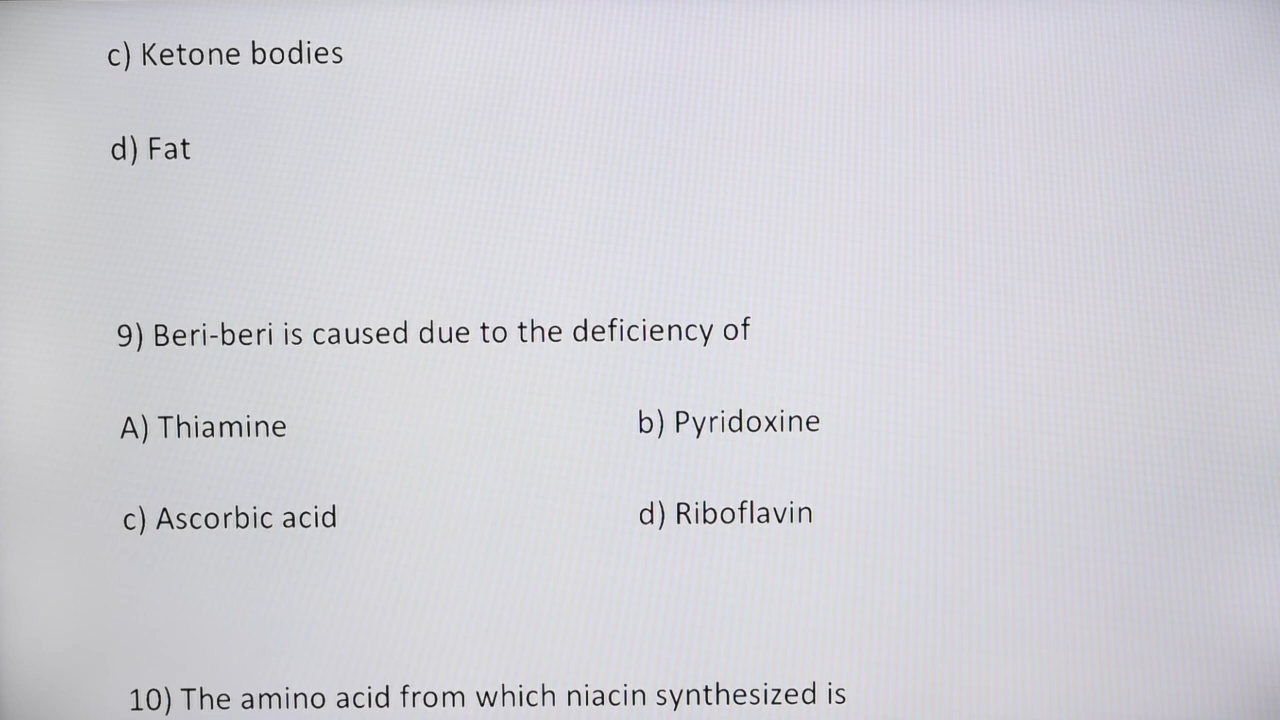 c) Ketone bodies
d) Fat
9) Beri-beri is caused due to the deficiency of
A) Thiamine b) Pyridoxine
c) Ascorbic acid d) Riboflavin
10) The amino acid from which niacin synthesized is